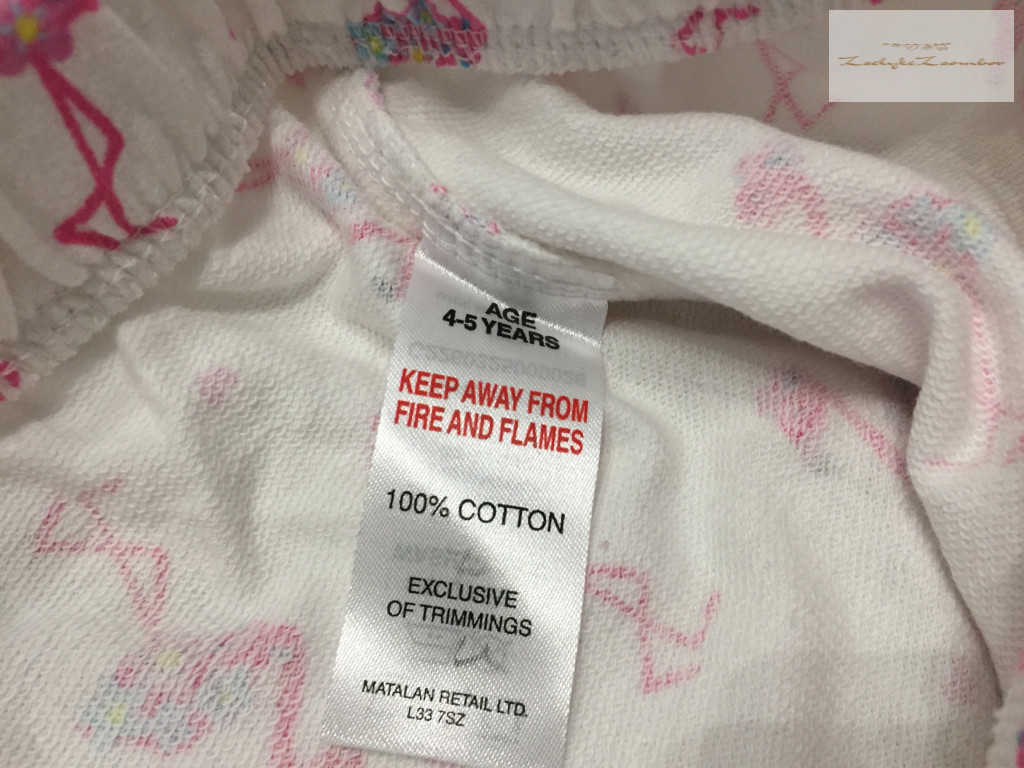 AGE
4-5 YEARS
KEEP AWAY FROM
FIRE AND FLAMES
100% COTTON
EXCLUSIVE
OF TRIMMINGS
MATALAN RETAIL LTD.
L33 7SZ